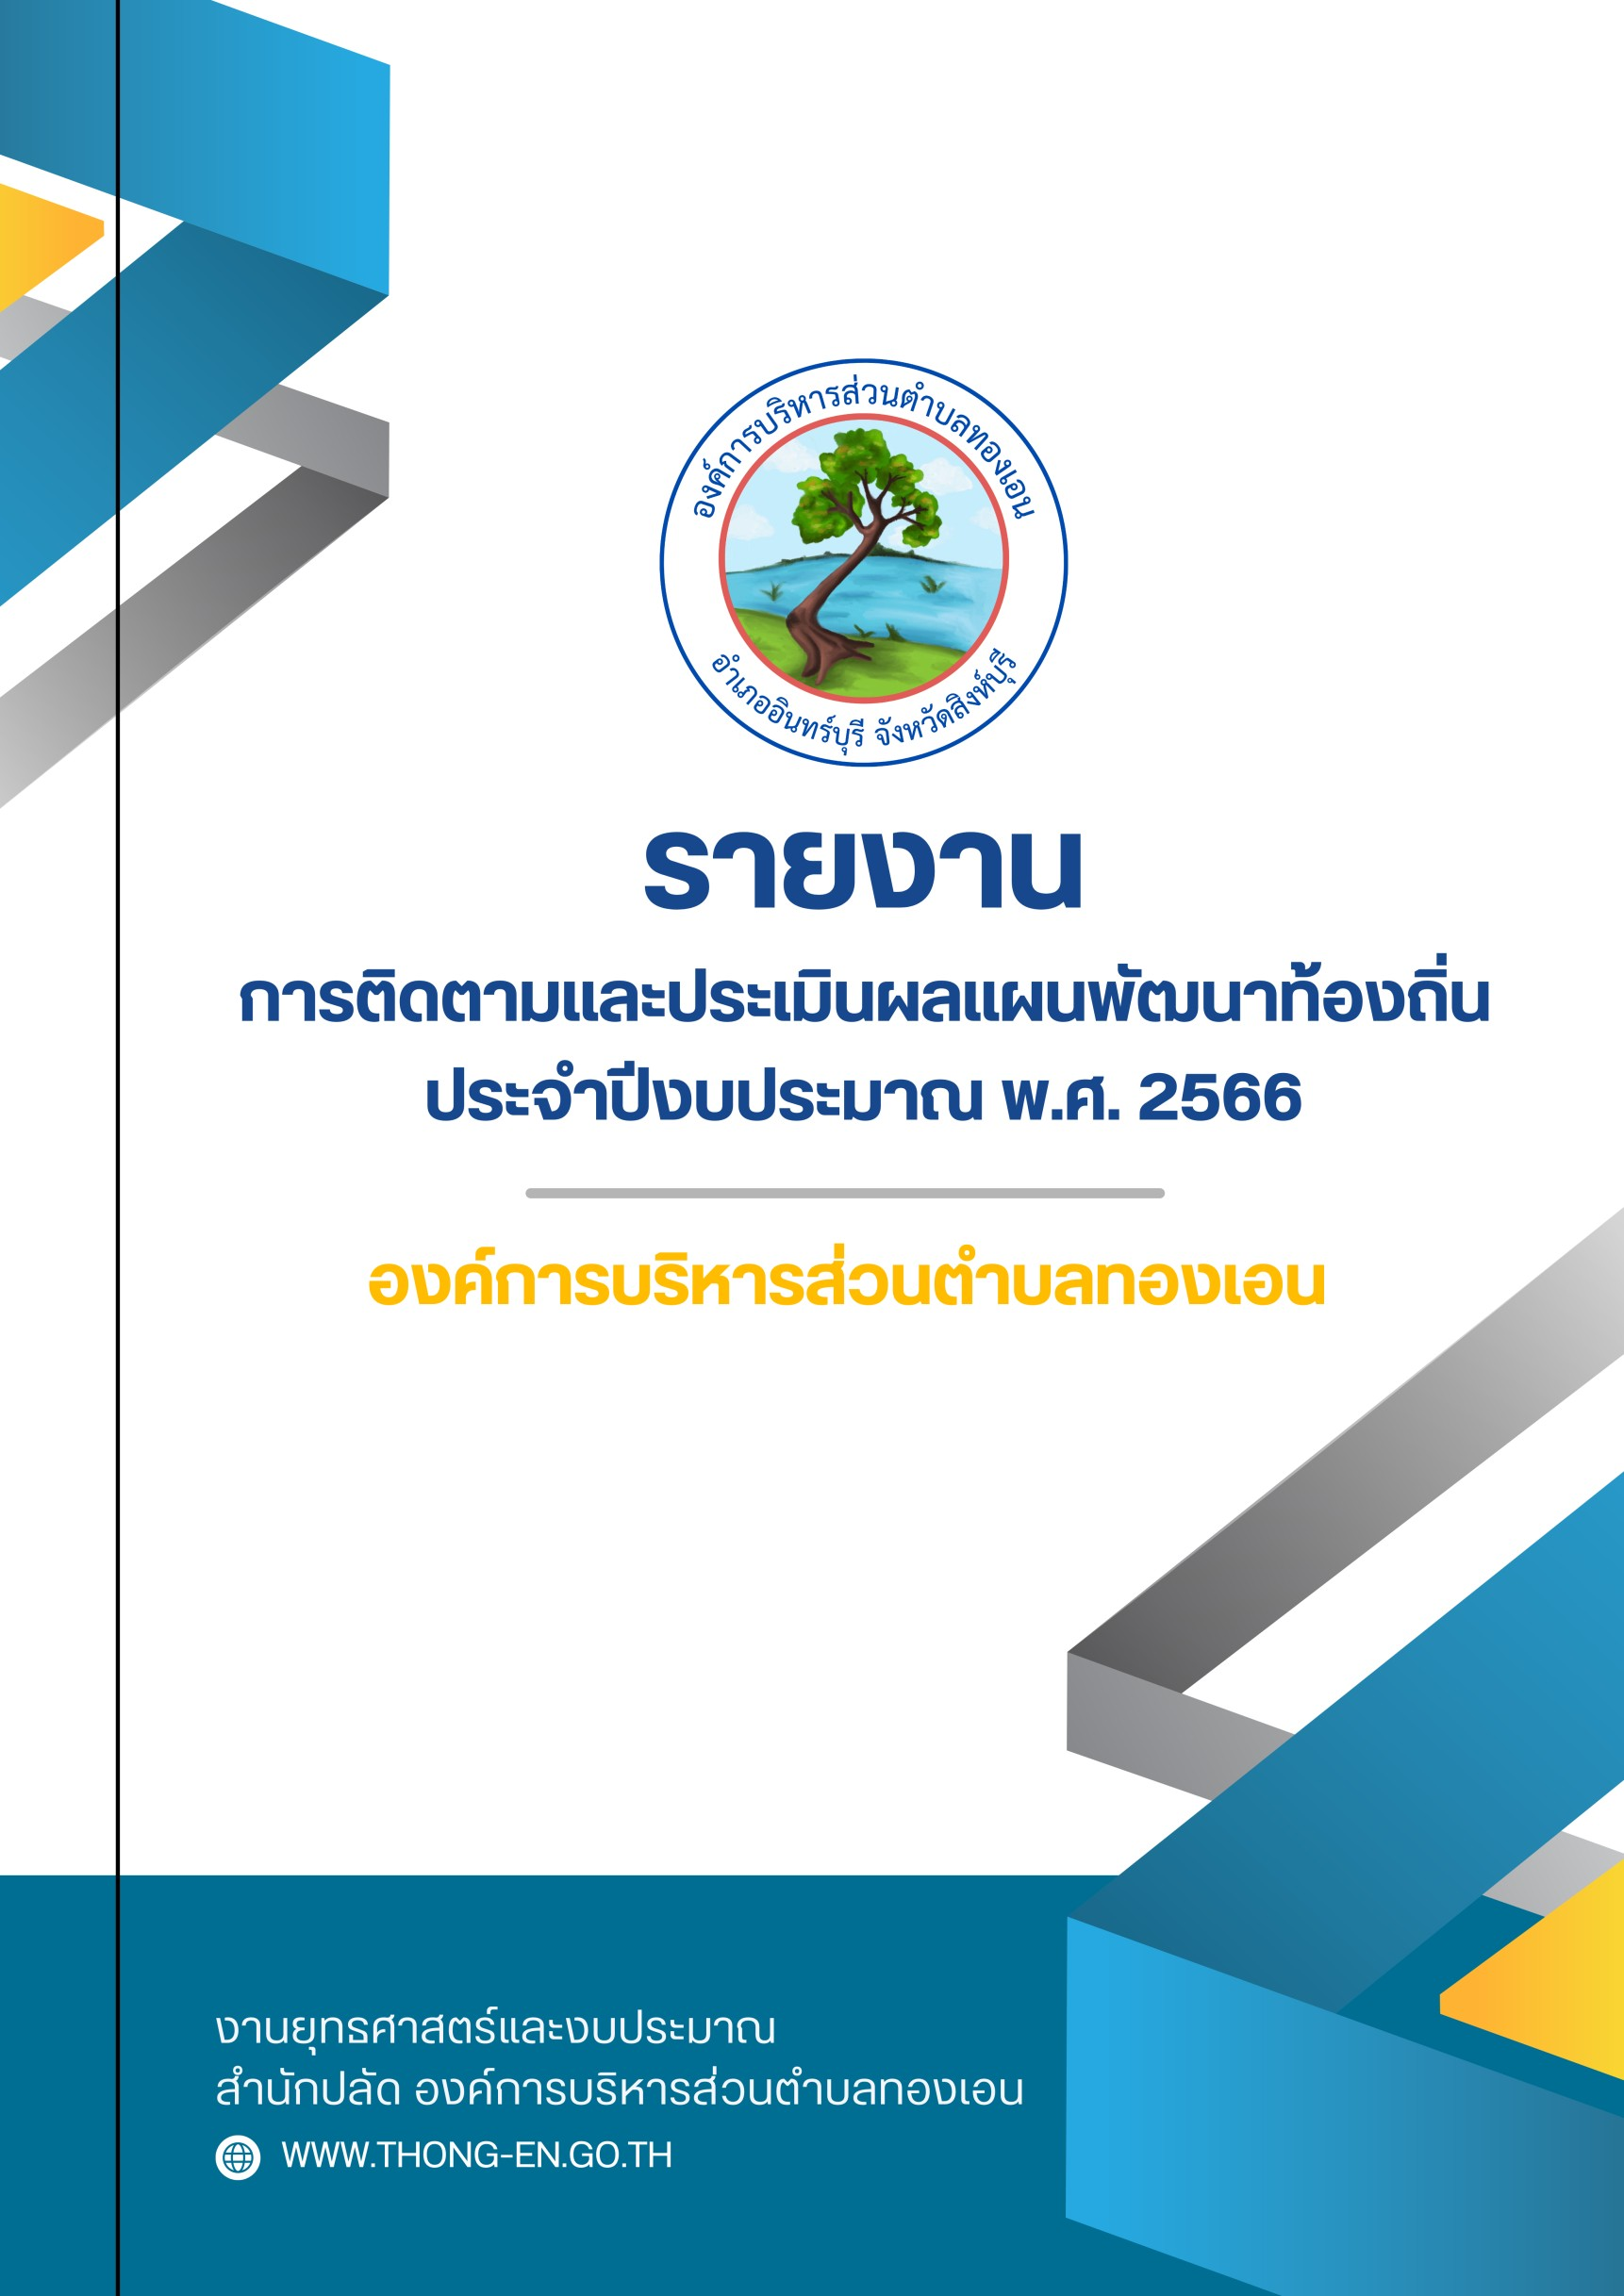 องค์การบริหารส่วนตำบลทองเอน
อำเภออินทร์บุรี จังหวัดสิงห์บุรี
รายงาน
การติดตามและประเมินผลแผนพัฒนาท้องถิ่น
ประจำปีงบประมาณ พ.ศ. 2566
องค์การบริหารส่วนตำบลทองเอน
งานยุทธศาสตร์และงบประมาณ
สำนักปลัด องค์การบริหารส่วนตำบลทองเอน
WWW.THONG-EN.GO.TH